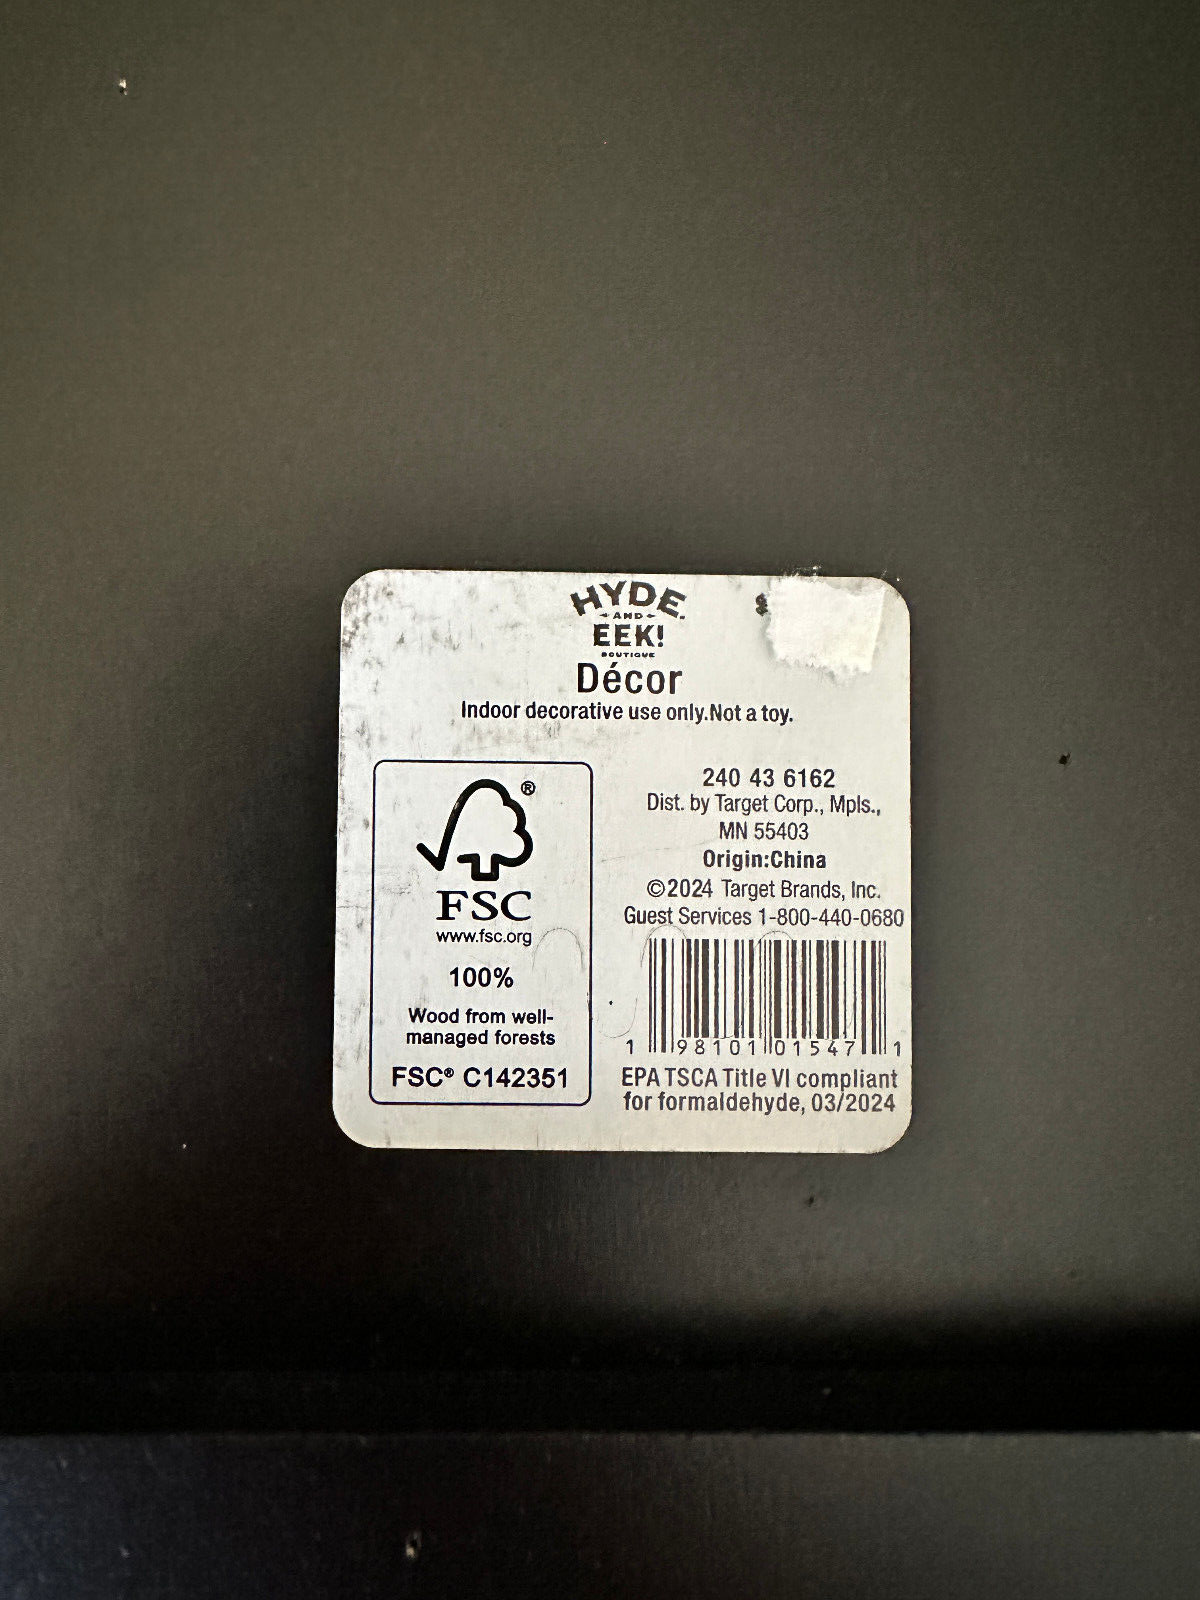 HYDE
AND
EEK!
BOUTIQUE
$
Décor
Indoor decorative use only.Not a toy.
®
FSC
www.fsc.org
100%
Wood from well-
managed forests
FSC® C142351
240 43 6162
Dist. by Target Corp., Mpls.,
MN 55403
Origin:China
©2024 Target Brands, Inc.
Guest Services 1-800-440-0680
1 98101 01547 1
EPA TSCA Title VI compliant
for formaldehyde, 03/2024